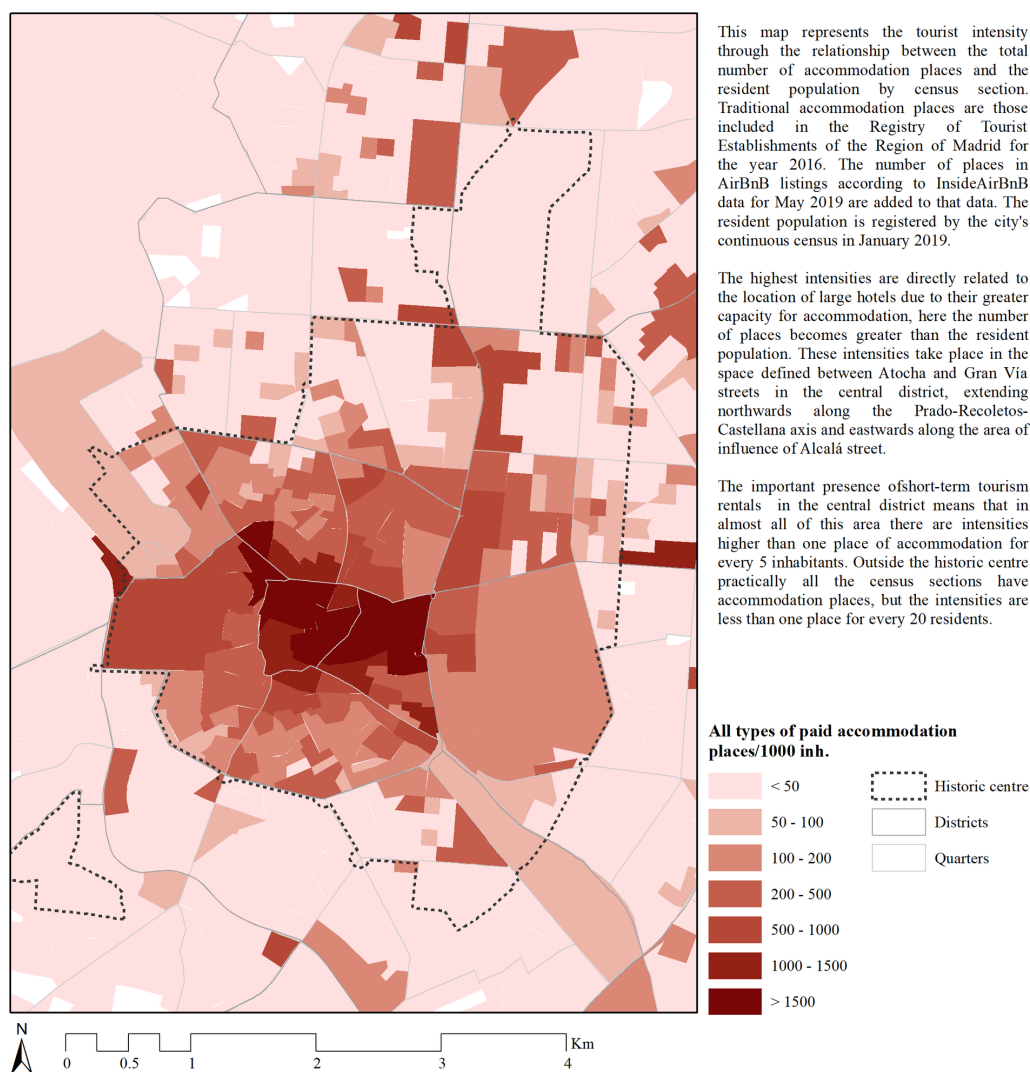 This map represents the tourist intensity
through the relationship between the total
number of accommodation places and the
resident population by census section.
Traditional accommodation places are those
included in the Registry of Tourist
Establishments of the Region of Madrid for
the year 2016. The number of places in
AirBnB listings according to InsideAirBnB
data for May 2019 are added to that data. The
resident population is registered by the city's
continuous census in January 2019.
The highest intensities are directly related to
the location of large hotels due to their greater
capacity for accommodation, here the number
of places becomes greater than the resident
population. These intensities take place in the
space defined between Atocha and Gran Vía
streets in the central district, extending
northwards along the Prado-Recoletos-
Castellana axis and eastwards along the area of
influence of Alcalá street.
The important presence ofshort-term tourism
rentals in the central district means that in
almost all of this area there are intensities
higher than one place of accommodation for
every 5 inhabitants. Outside the historic centre
practically all the census sections have
accommodation places, but the intensities are
less than one place for every 20 residents.
All types of paid accommodation
places/1000 inh.
< 50
50 - 100
100 - 200
200 - 500
500 - 1000
1000 - 1500
> 1500
Historic centre
Districts
Quarters
N
Km
0 0.5 1 2 3 4